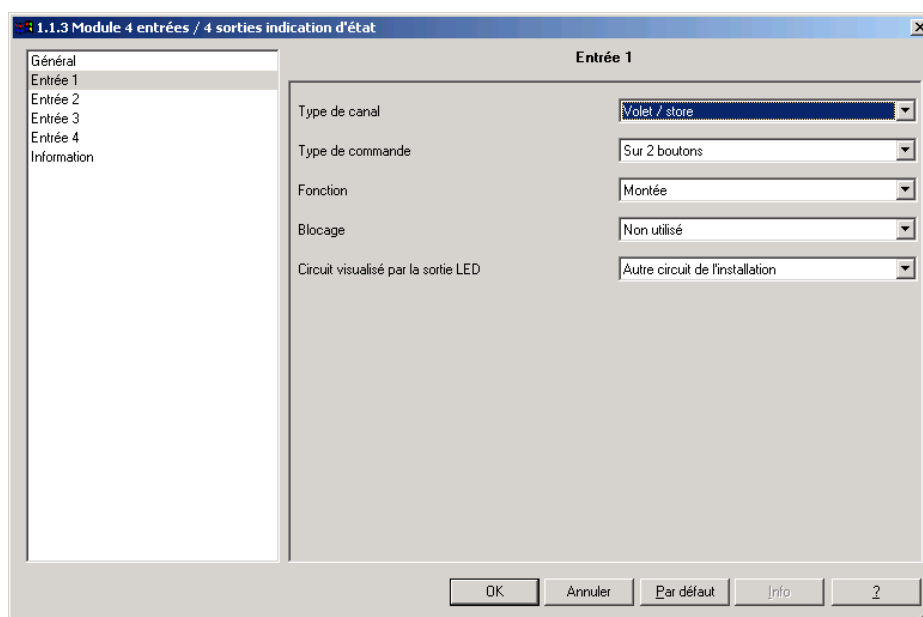 1.1.3 Module 4 entrées / 4 sorties indication d'état
Général
Entrée 1
Entrée 2
Entrée 3
Entrée 4
Information
Entrée 1
Type de canal
Volet / store
Type de commande
Sur 2 boutons
Fonction
Montée
Blocage
Non utilisé
Circuit visualisé par la sortie LED
Autre circuit de l'installation
OK
Annuler
Par défaut
Info
?